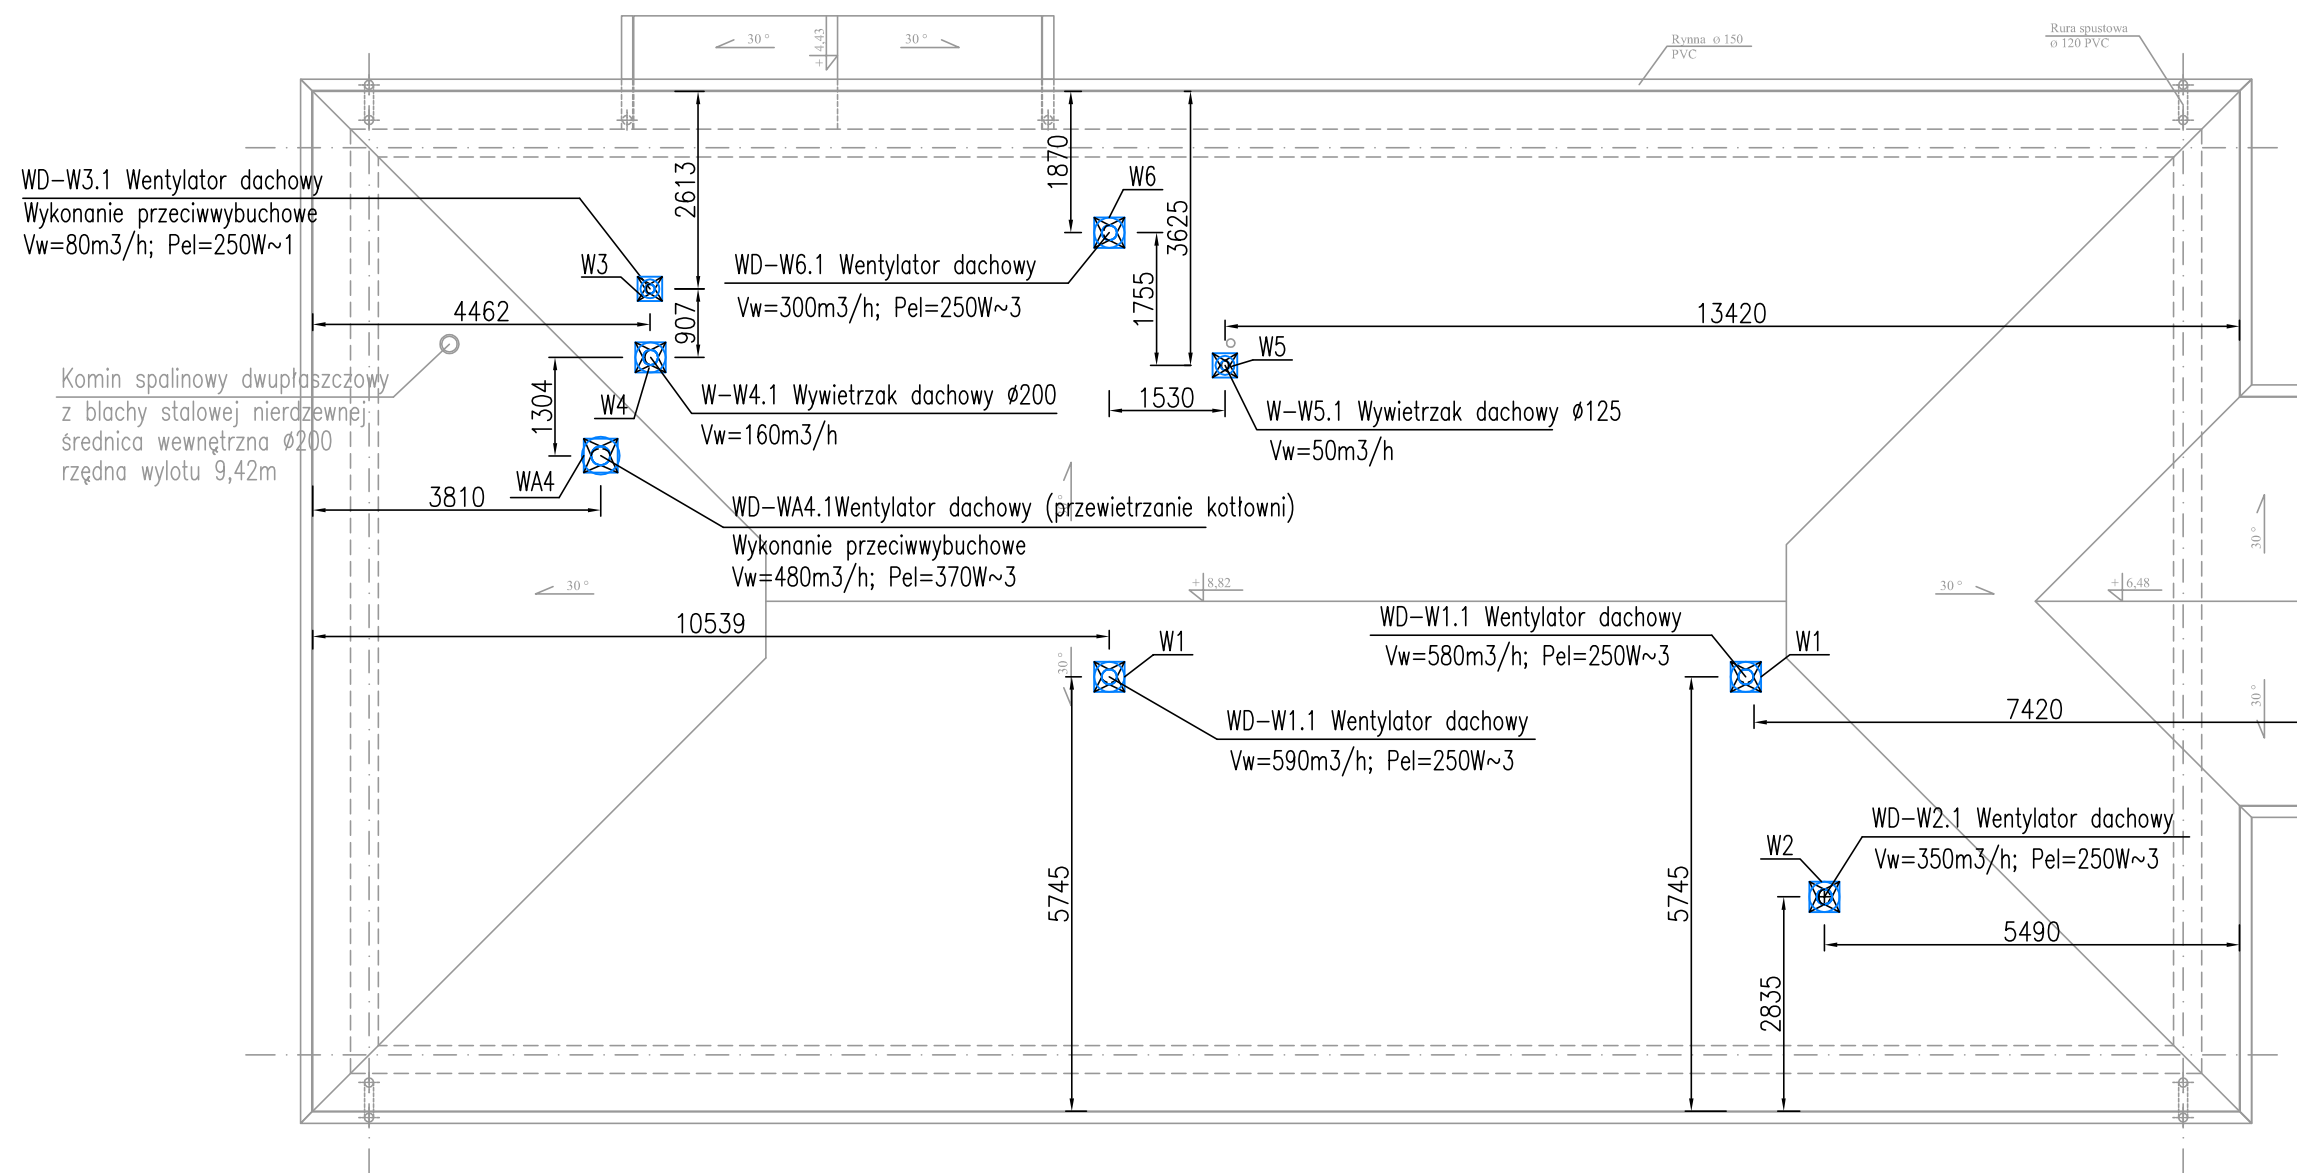 30 °
+ 4,43
30 °
Rynna ø 150
PVC
Rura spustowa
ø 120 PVC
WD-W3.1 Wentylator dachowy
Wykonanie przeciwwybuchowe
Vw=80m3/h; Pel=250W~1
2613
1870
W6
3625
W3
WD-W6.1 Wentylator dachowy
Vw=300m3/h; Pel=250W~3
1755
4462
907
13420
W5
Komin spalinowy dwupłaszczowy
z blachy stalowej nierdzewnej
średnica wewnętrzna Ø200
rzędna wylotu 9,42m
1304
W4
W-W4.1 Wywietrzak dachowy Ø200
Vw=160m3/h
1530
W-W5.1 Wywietrzak dachowy Ø125
Vw=50m3/h
WA4
3810
WD-WA4.1Wentylator dachowy (przewietrzanie kotłowni)
Wykonanie przeciwwybuchowe
Vw=480m3/h; Pel=370W~3
30 °
30 °
+ 8,82
30 °
+ 6,48
10539
W1
WD-W1.1 Wentylator dachowy
Vw=580m3/h; Pel=250W~3
W1
30 °
30 °
7420
WD-W1.1 Wentylator dachowy
Vw=590m3/h; Pel=250W~3
WD-W2.1 Wentylator dachowy
Vw=350m3/h; Pel=250W~3
W2
5745
5745
5490
2835